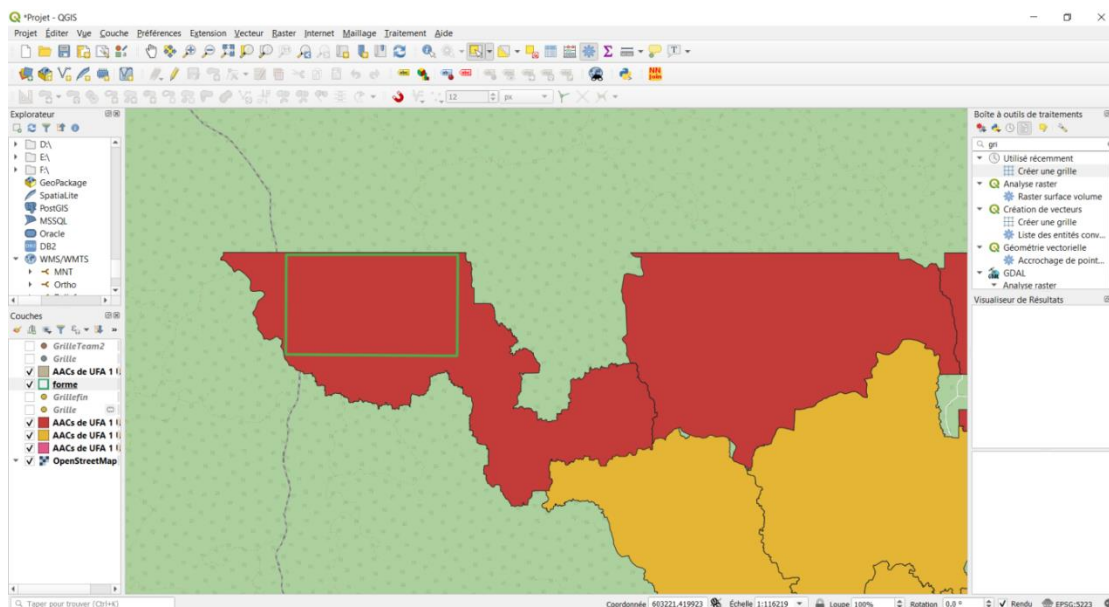 *Projet - QGIS
Projet Éditer Vue Couche Préférences Extension Vecteur Raster Internet Maillage Traitement Aide
12 px
Explorateur
D:\
E:\
F:\
GeoPackage
SpatiaLite
PostGIS
MSSQL
Oracle
DB2
WMS/WMTS
MNT
Ortho
Couches
GrilleTeam2
Grille
AACs de UFA 1
forme
Grillefin
Grille
AACs de UFA 1
AACs de UFA 1
AACs de UFA 1
OpenStreetMap
Boîte à outils de traitements
gri
Utilisé récemment
Créer une grille
Analyse raster
Raster surface volume
Création de vecteurs
Créer une grille
Liste des entités conv...
Géométrie vectorielle
Accrochage de point...
GDAL
Analyse raster
Visualiseur de Résultats
Taper pour trouver (Ctrl+K)
Coordonnée 603221,419923 Échelle 1:116219 Loupe 100% Rotation 0,0 ° Rendu EPSG:5223